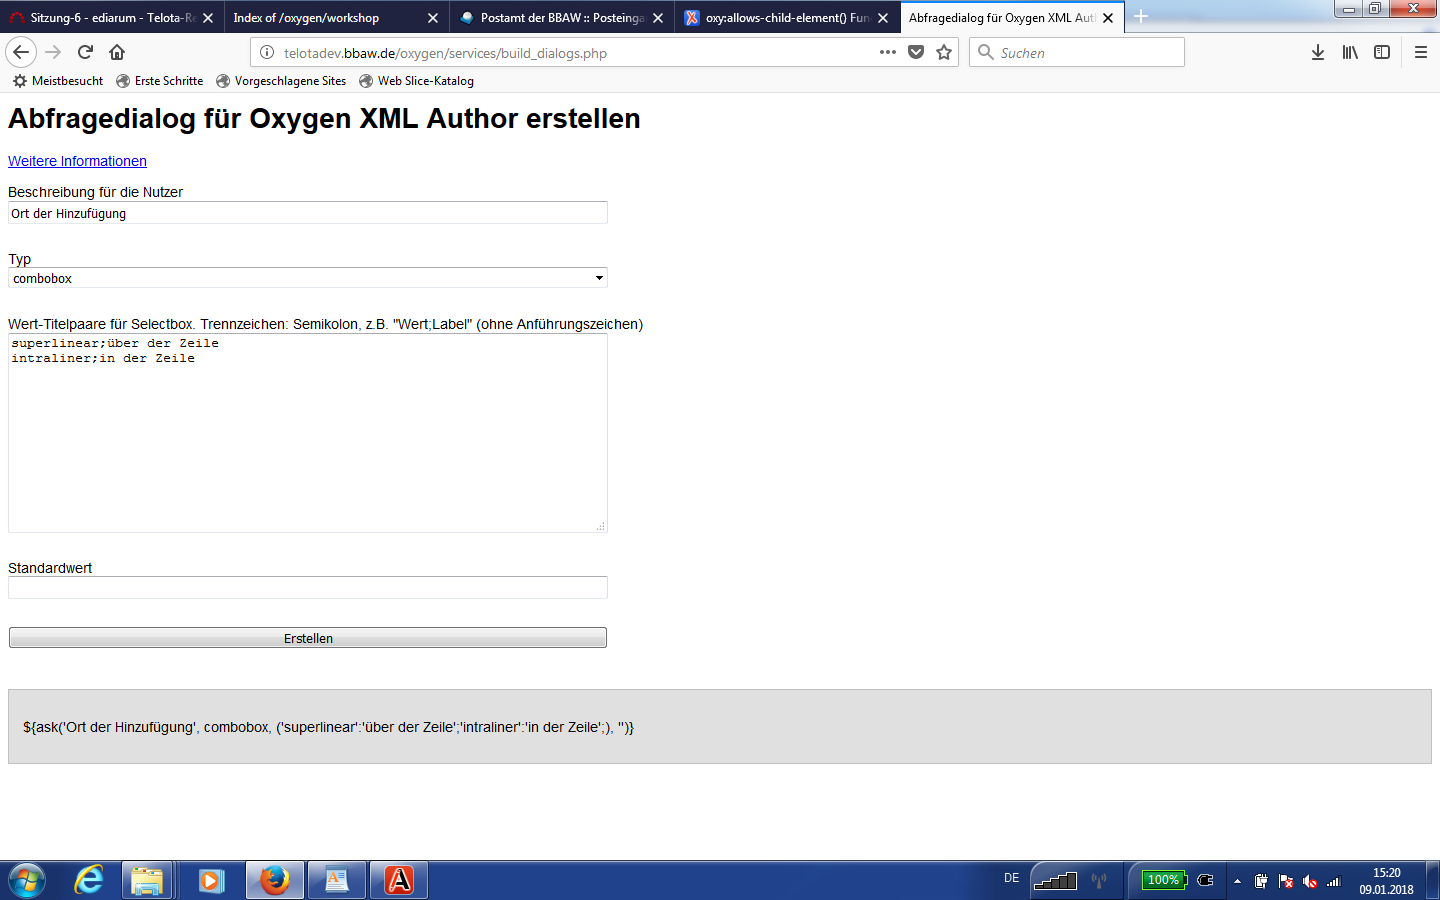 Sitzung-6 - ediarum - Telota-Re
Index of /oxygen/workshop
Postamt der BBAW :: Posteinga
oxy:allows-child-element() Fun
Abfragedialog für Oxygen XML Auth
telotadev.bbaw.de/oxygen/services/build_dialogs.php
Suchen
Meistbesucht
Erste Schritte
Vorgeschlagene Sites
Web Slice-Katalog
Abfragedialog für Oxygen XML Author erstellen
Weitere Informationen
Beschreibung für die Nutzer
Ort der Hinzufügung
Typ
combobox
Wert-Titelpaare für Selectbox. Trennzeichen: Semikolon, z.B. "Wert;Label" (ohne Anführungszeichen)
superlinear;über der Zeile
intraliner;in der Zeile
Standardwert
Erstellen
${ask('Ort der Hinzufügung', combobox, ('superlinear':'über der Zeile';'intraliner':'in der Zeile';), '')}
DE
100%
15:20
09.01.2018